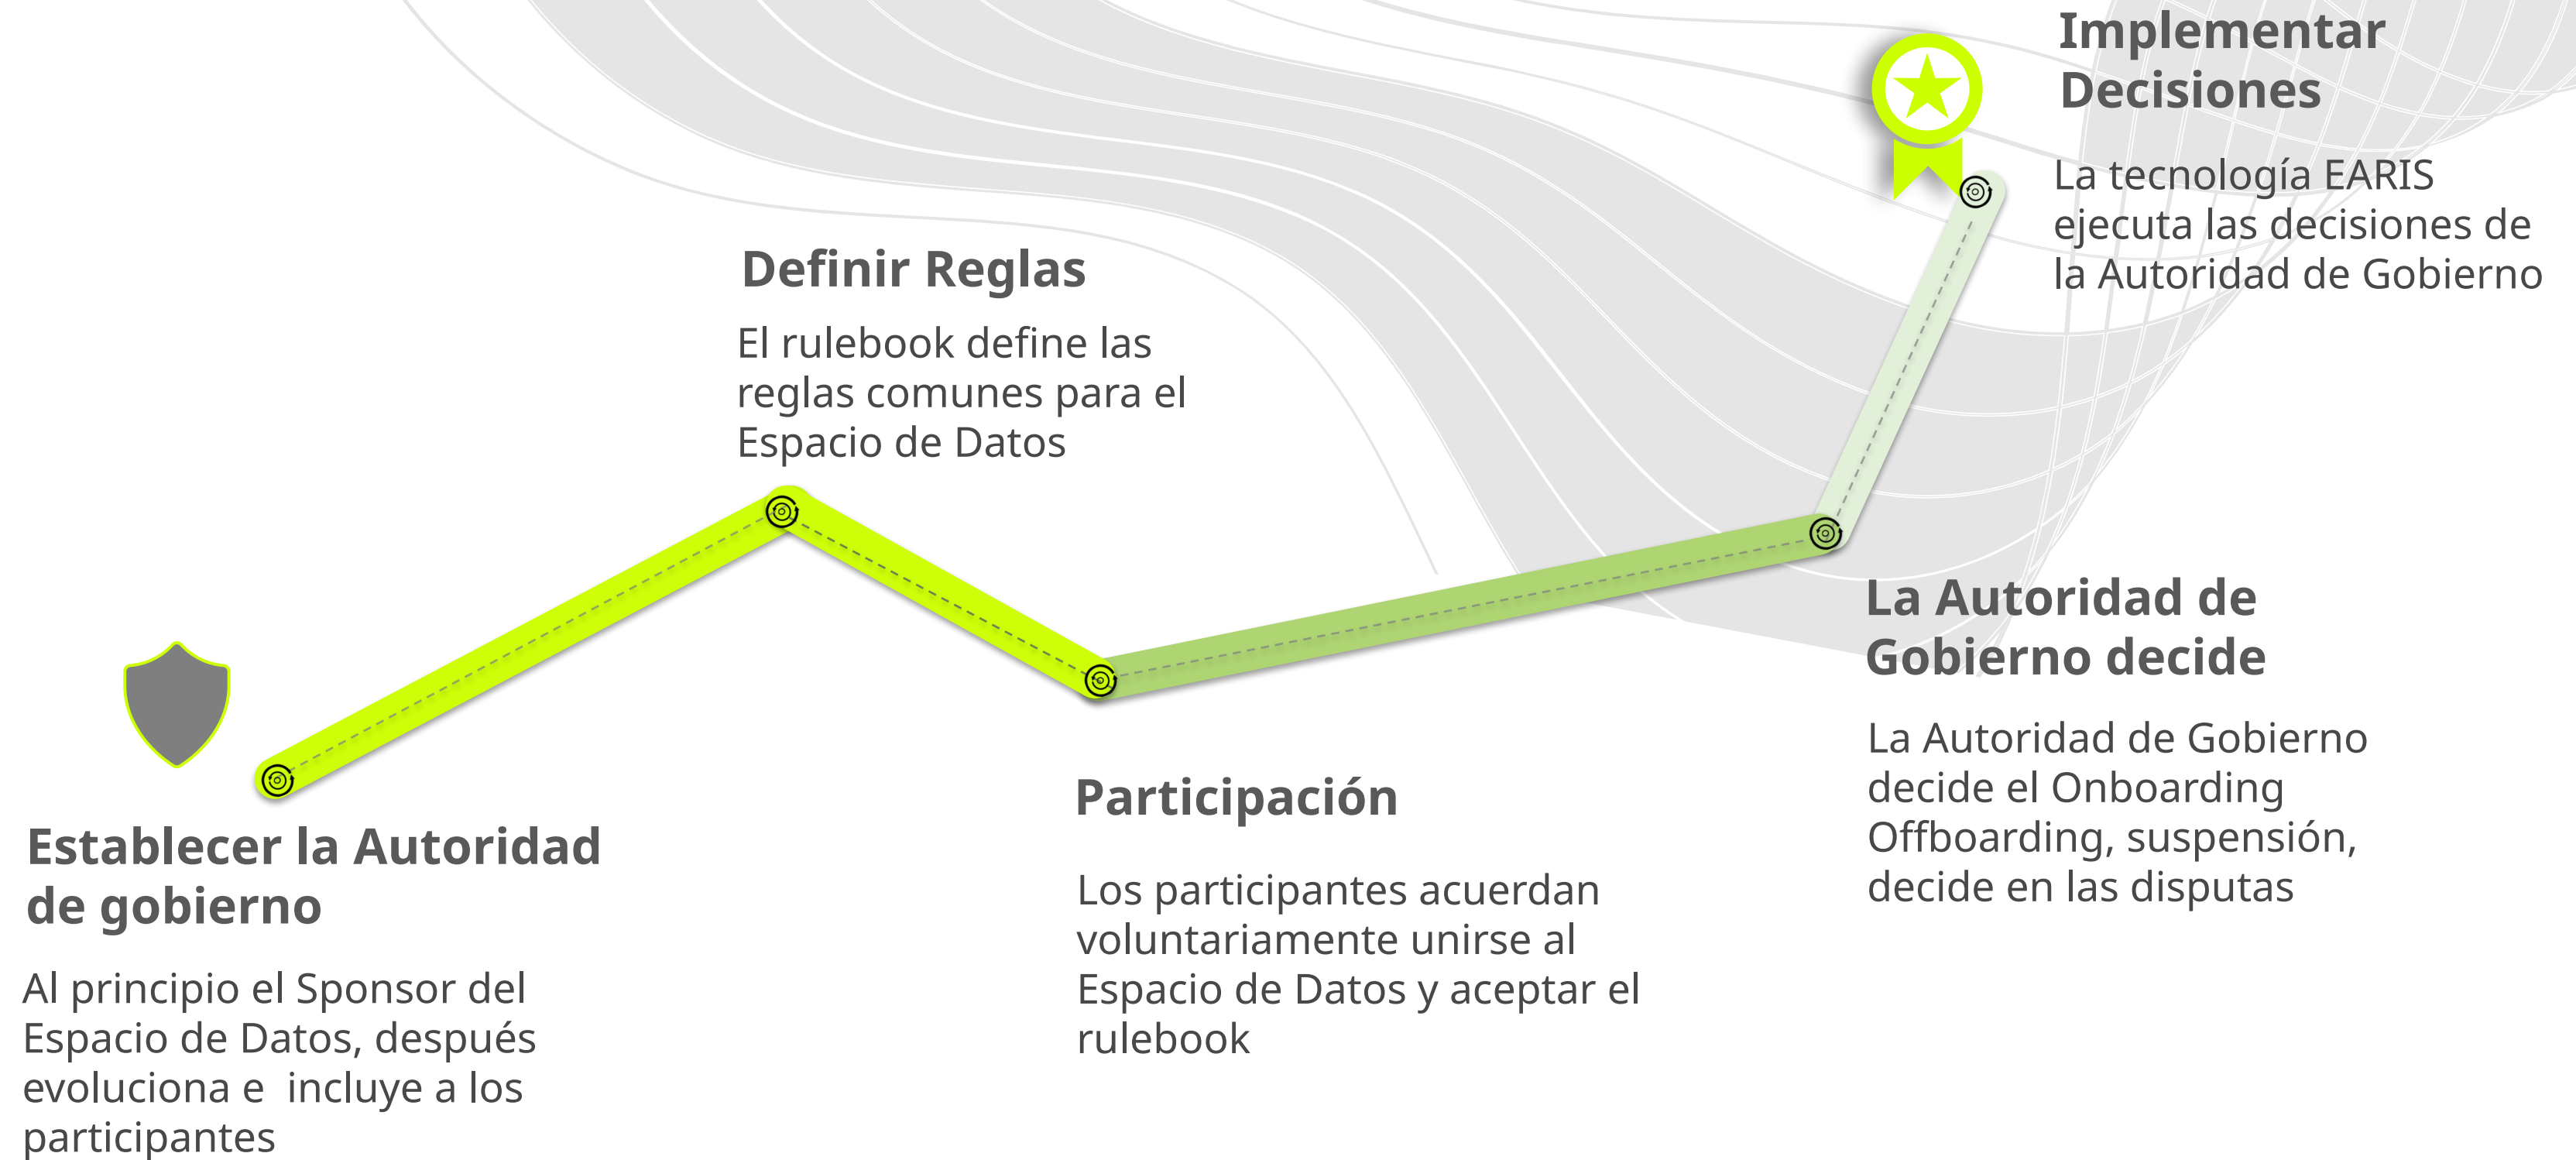 Establecer la Autoridad
de gobierno
Al principio el Sponsor del
Espacio de Datos, después
evoluciona e  incluye a los
participantes
Definir Reglas
El rulebook define las
reglas comunes para el
Espacio de Datos
Participación
Los participantes acuerdan
voluntariamente unirse al
Espacio de Datos y aceptar el
rulebook
La Autoridad de
Gobierno decide
La Autoridad de Gobierno
decide el Onboarding
Offboarding, suspensión,
decide en las disputas
Implementar
Decisiones
La tecnología EARIS
ejecuta las decisiones de
la Autoridad de Gobierno